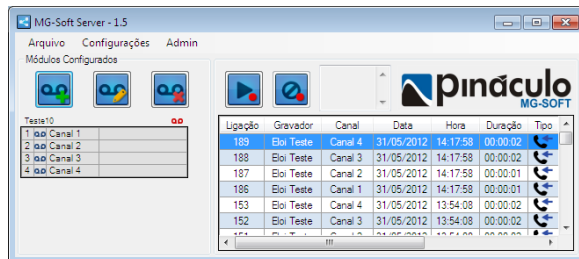 MG-Soft Server - 1.5
Arquivo Configurações Admin
Módulos Configurados
Pináculo
MG-SOFT
Teste10
1 Canal 1
2 Canal 2
3 Canal 3
4 Canal 4
Ligação Gravador Canal Data Hora Duração Tipo
189 Eloi Teste Canal 4 31/05/2012 14:17:58 00:00:02
188 Eloi Teste Canal 3 31/05/2012 14:17:58 00:00:02
187 Eloi Teste Canal 2 31/05/2012 14:17:58 00:00:01
186 Eloi Teste Canal 1 31/05/2012 14:17:58 00:00:01
153 Eloi Teste Canal 4 31/05/2012 13:54:08 00:00:02
152 Eloi Teste Canal 3 31/05/2012 13:54:08 00:00:02